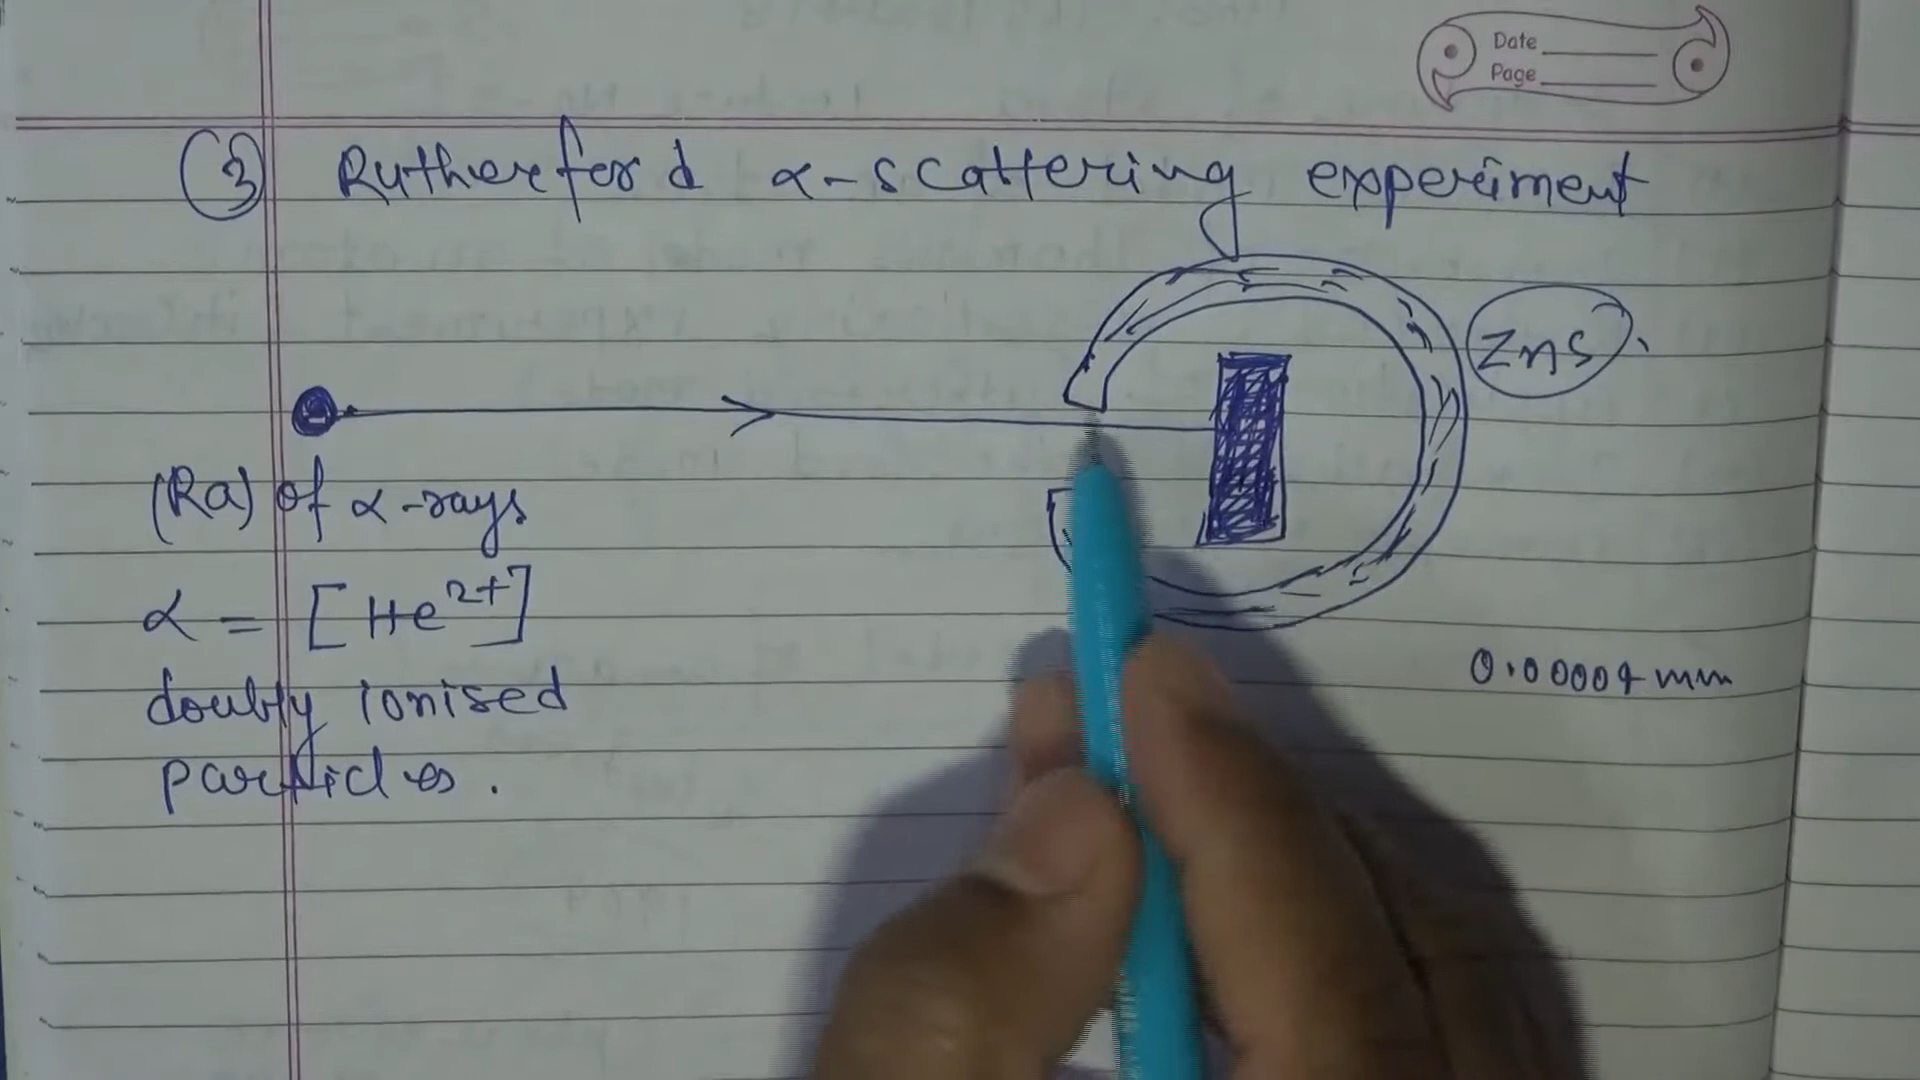 Date
Page
3 Rutherford α-scattering experiment
ZnS
(Ra) of α-rays
α = [He2+]
0.00004 mm
doubly ionised
particles.